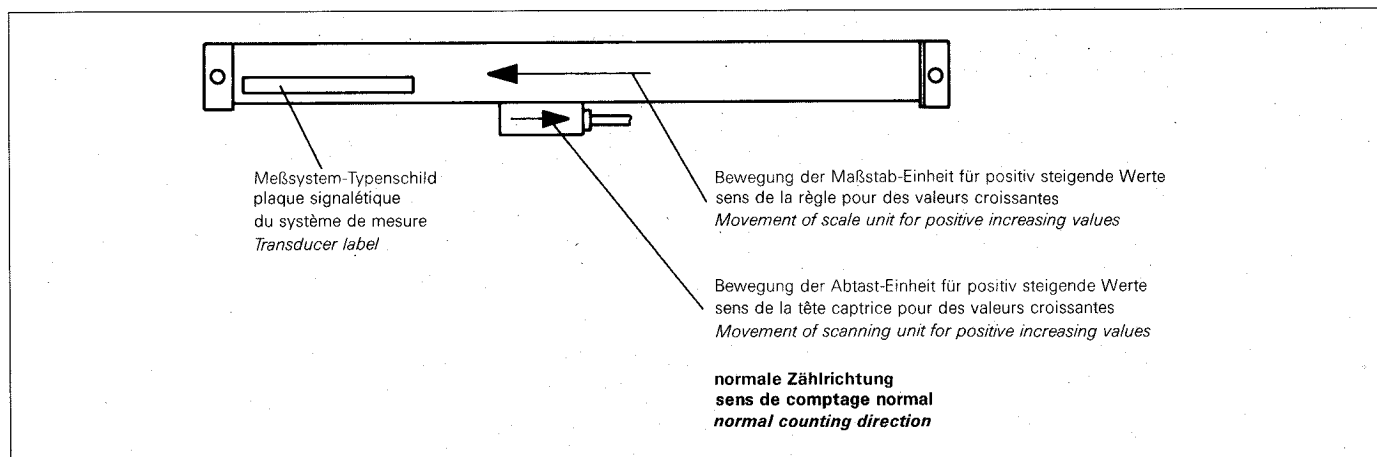 Meßsystem-Typenschild
plaque signalétique
du système de mesure
Transducer label
Bewegung der Maßstab-Einheit für positiv steigende Werte
sens de la règle pour des valeurs croissantes
Movement of scale unit for positive increasing values
Bewegung der Abtast-Einheit für positiv steigende Werte
sens de la tête captrice pour des valeurs croissantes
Movement of scanning unit for positive increasing values
normale Zählrichtung
sens de comptage normal
normal counting direction